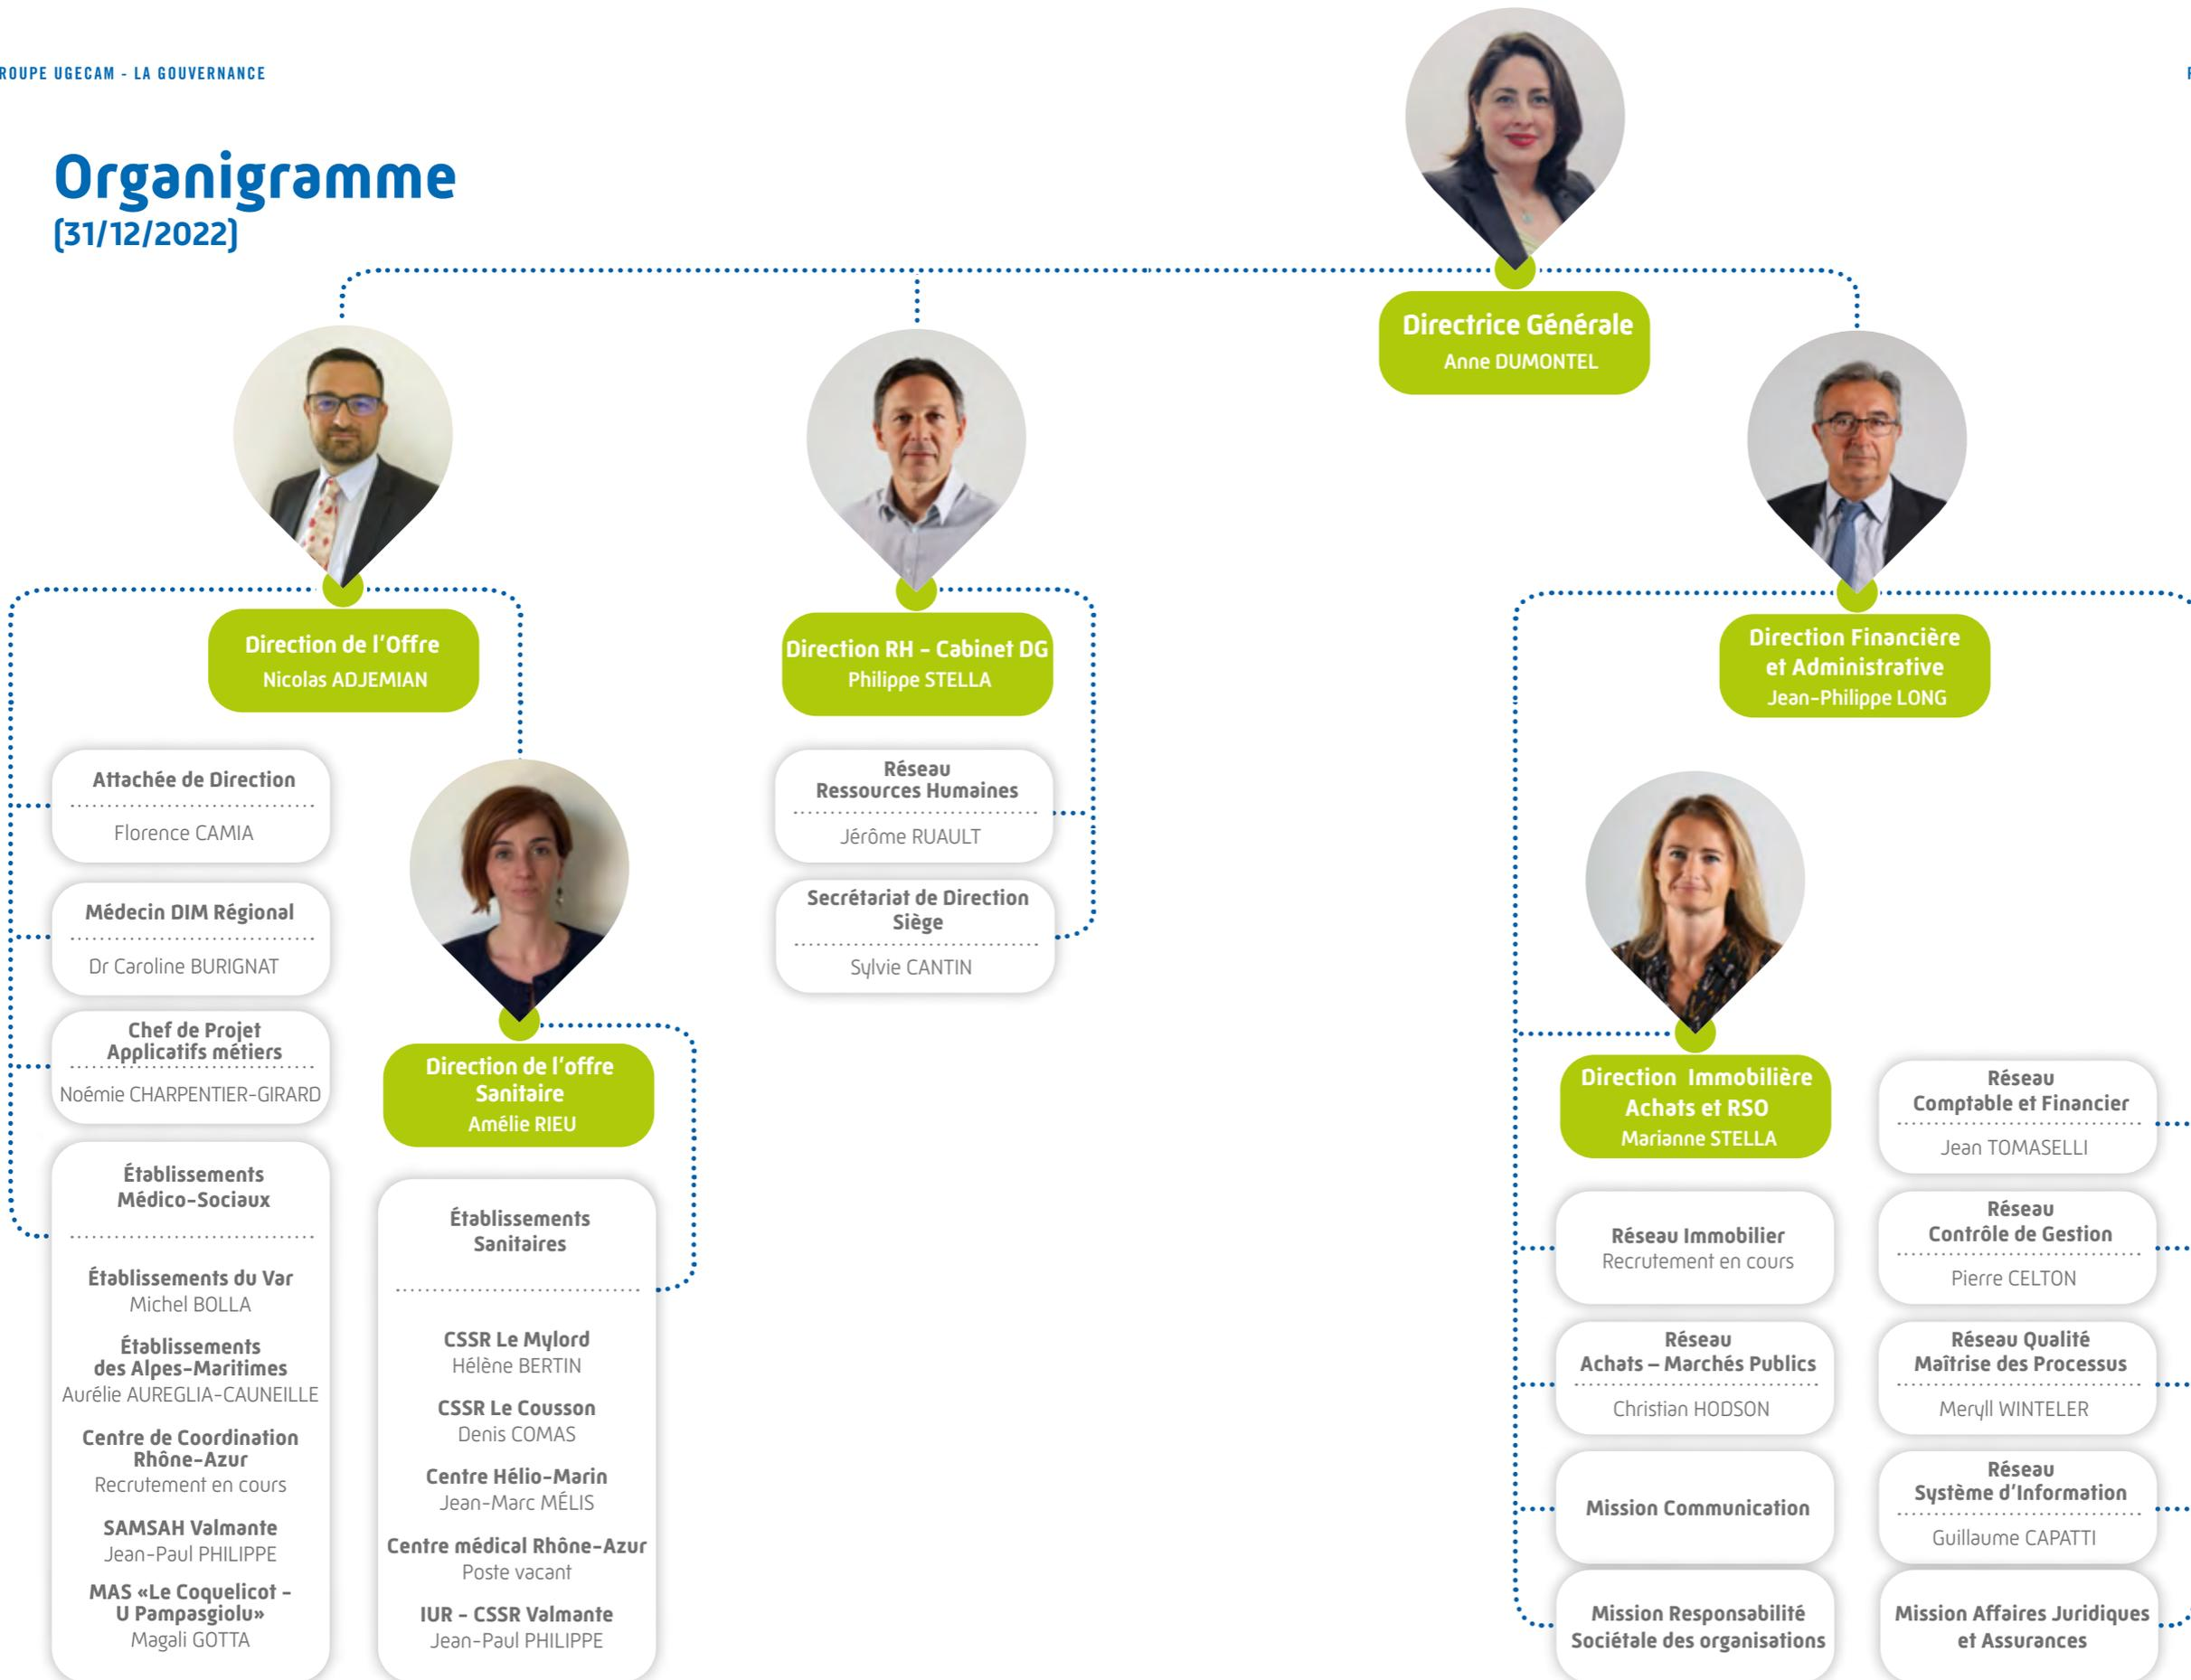 ROUPE UGECAM - LA GOUVERNANCE
Organigramme
(31/12/2022)
Directrice Générale
Anne DUMONTEL
Direction de l'Offre
Nicolas ADJEMIAN
Direction RH - Cabinet DG
Philippe STELLA
Direction Financière
et Administrative
Jean-Philippe LONG
Attachée de Direction
Florence CAMIA
Médecin DIM Régional
Dr Caroline BURIGNAT
Chef de Projet
Applicatifs métiers
Noémie CHARPENTIER-GIRARD
Établissements
Médico-Sociaux
Établissements du Var
Michel BOLLA
Établissements
des Alpes-Maritimes
Aurélie AUREGLIA-CAUNEILLE
Centre de Coordination
Rhône-Azur
Recrutement en cours
SAMSAH Valmante
Jean-Paul PHILIPPE
MAS «Le Coquelicot -
U Pampasgiolu»
Magali GOTTA
Direction de l'offre
Sanitaire
Amélie RIEU
Établissements
Sanitaires
CSSR Le Mylord
Hélène BERTIN
CSSR Le Cousson
Denis COMAS
Centre Hélio-Marin
Jean-Marc MÉLIS
Centre médical Rhône-Azur
Poste vacant
IUR - CSSR Valmante
Jean-Paul PHILIPPE
Réseau
Ressources Humaines
Jérôme RUAULT
Secrétariat de Direction
Siège
Sylvie CANTIN
Direction Immobilière
Achats et RSO
Marianne STELLA
Réseau Immobilier
Recrutement en cours
Réseau
Achats – Marchés Publics
Christian HODSON
Mission Communication
Mission Responsabilité
Sociétale des organisations
Réseau
Comptable et Financier
Jean TOMASELLI
Réseau
Contrôle de Gestion
Pierre CELTON
Réseau Qualité
Maîtrise des Processus
Meryll WINTELER
Réseau
Système d'Information
Guillaume CAPATTI
Mission Affaires Juridiques
et Assurances